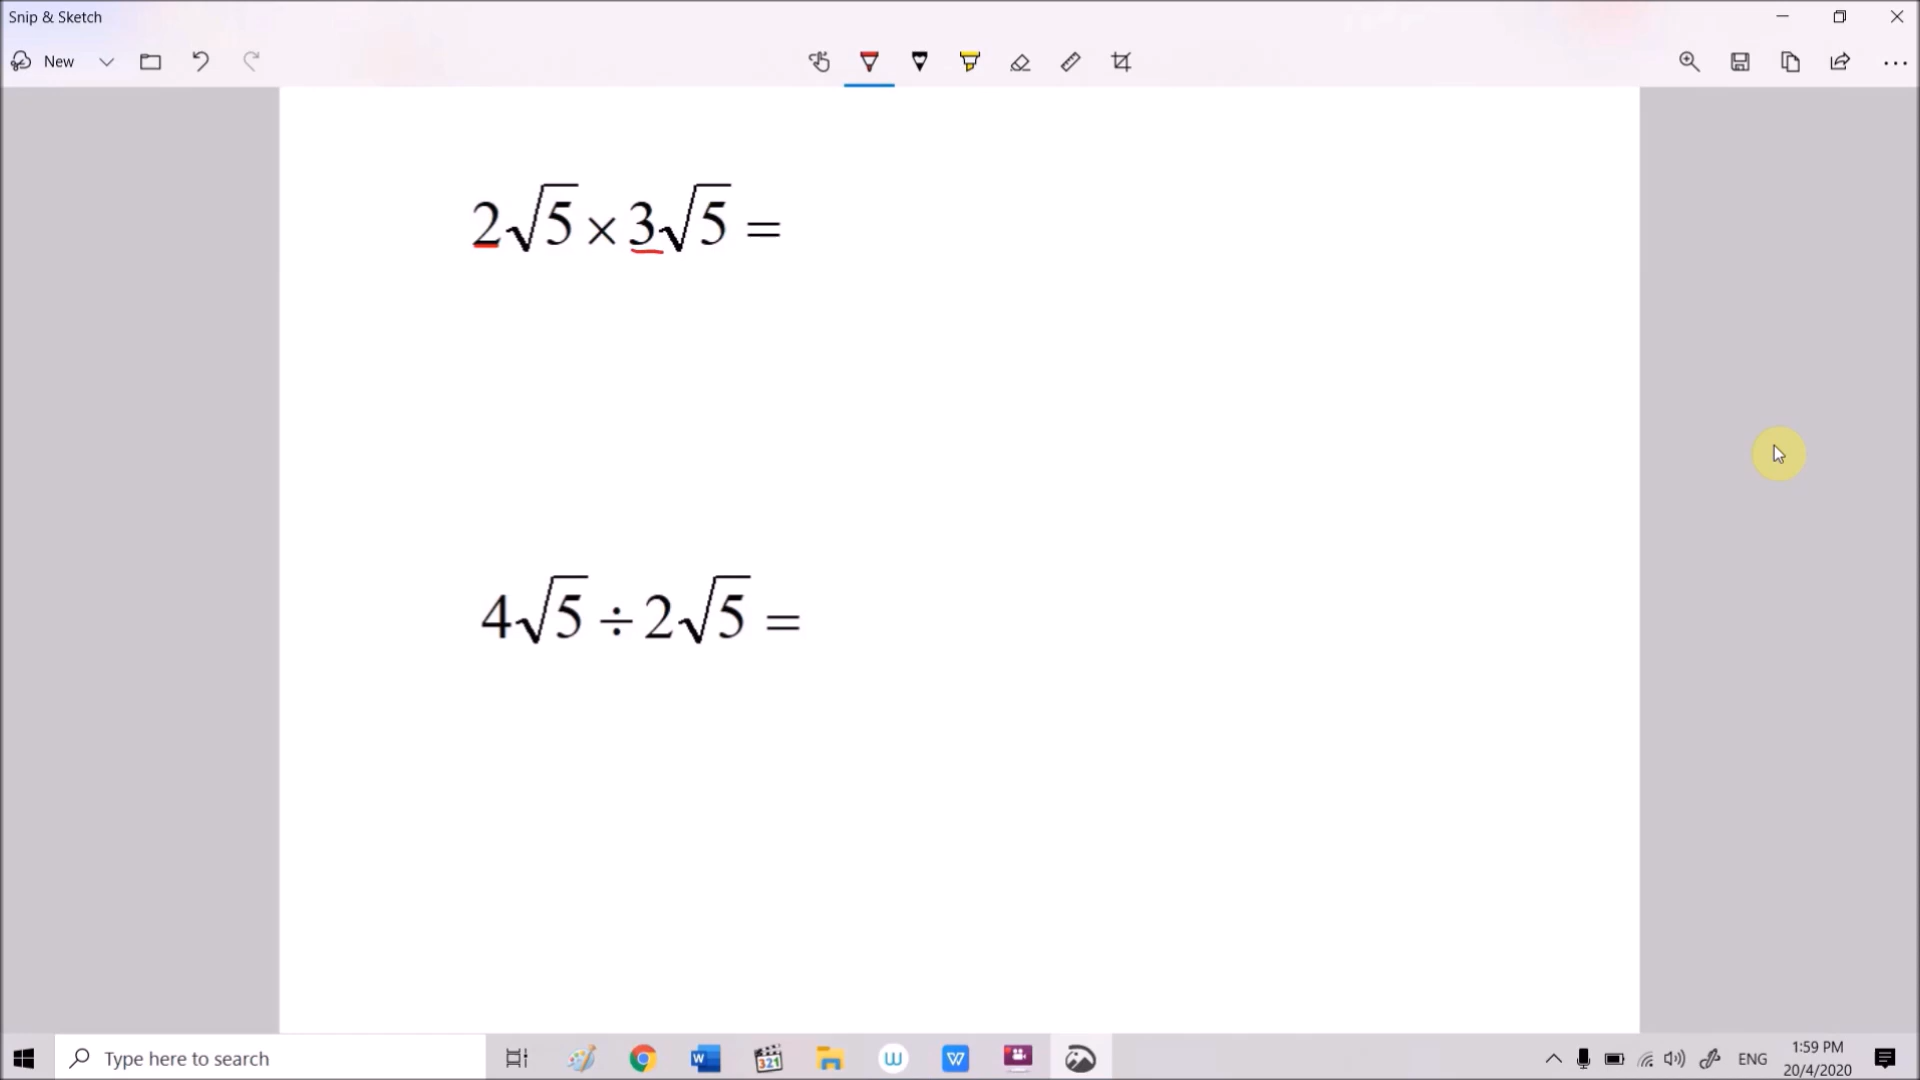 Snip & Sketch
New
2√5 × 3√5 =
4√5 ÷ 2√5 =
Type here to search
321
ENG
1:59 PM
20/4/2020